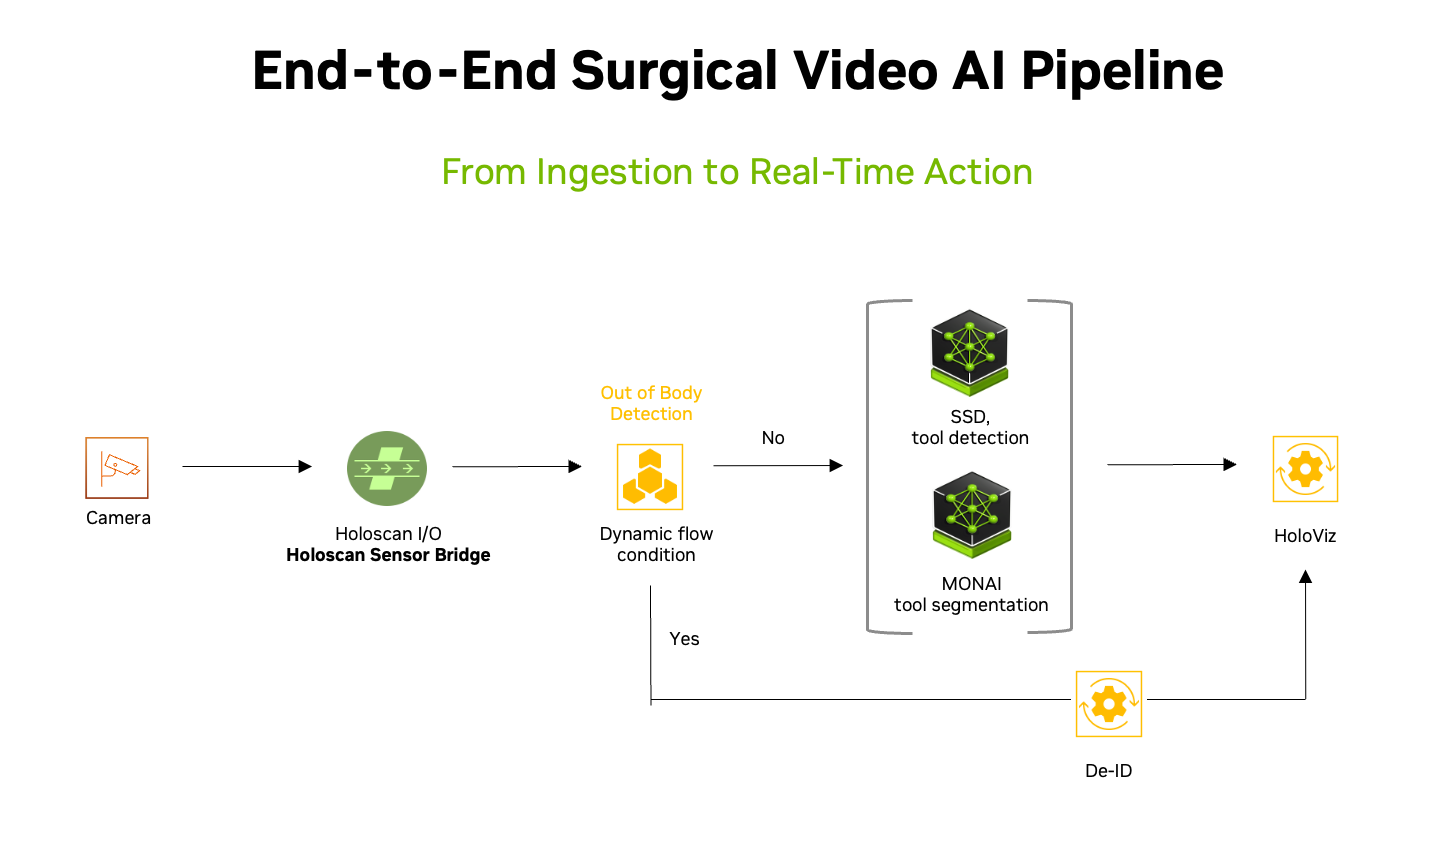 End-to-End Surgical Video AI Pipeline
From Ingestion to Real-Time Action
Camera
Holoscan I/O
Holoscan Sensor Bridge
Out of Body
Detection
Dynamic flow
condition
No
Yes
SSD,
tool detection
MONAI
tool segmentation
De-ID
HoloViz